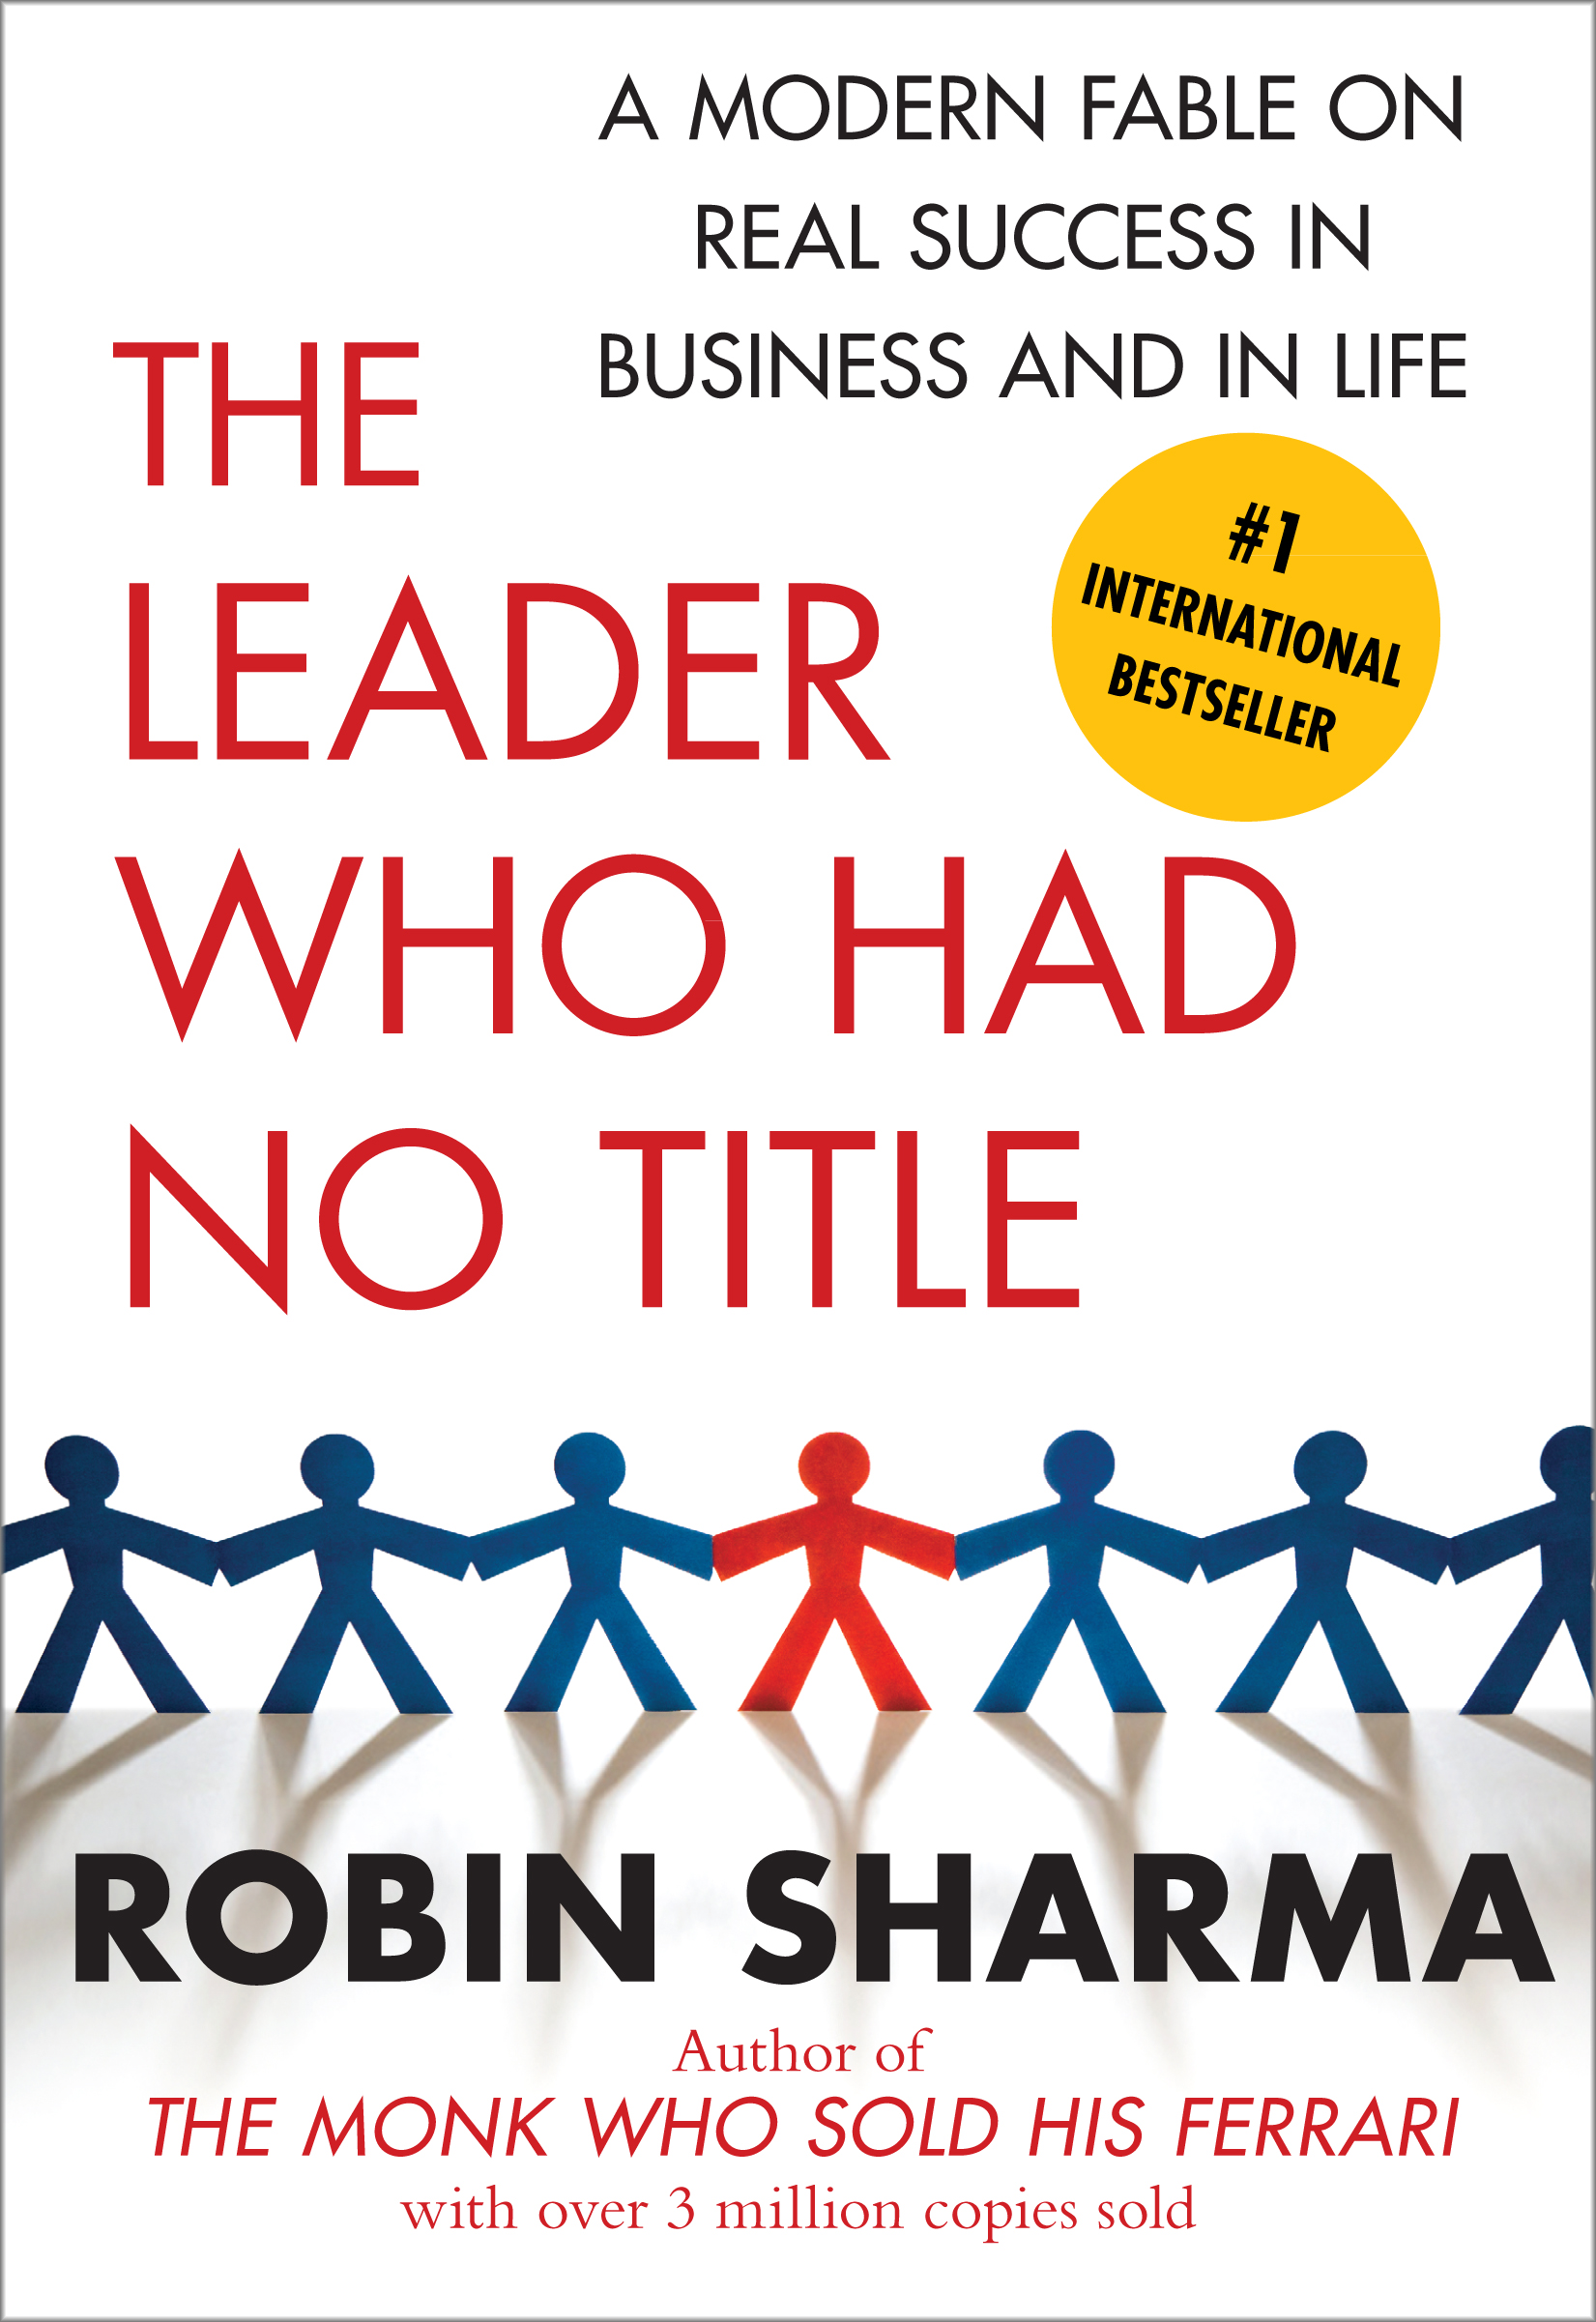 A MODERN FABLE ON
REAL SUCCESS IN
BUSINESS AND IN LIFE
THE
LEADER
WHO HAD
NO TITLE
#1
INTERNATIONAL
BESTSELLER
ROBIN SHARMA
Author of
THE MONK WHO SOLD HIS FERRARI
with over 3 million copies sold